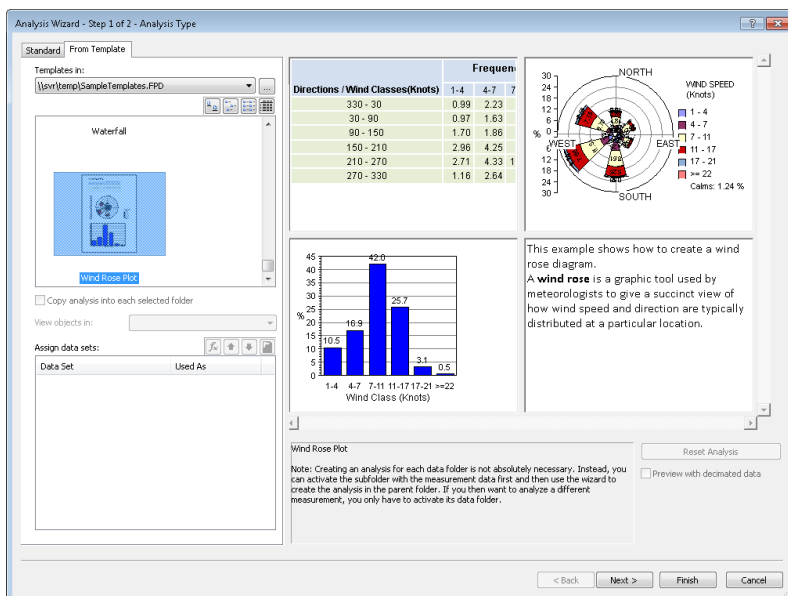 Analysis Wizard - Step 1 of 2 - Analysis Type
Standard
From Template
Templates in:
\\svr\temp\SampleTemplates.FPD
...
Waterfall
Wind Rose Plot
Copy analysis into each selected folder
View objects in:
Assign data sets:
Data Set Used As
Frequen
Directions / Wind Classes(Knots) 1-4 4-7 7
330 - 30 0.99 2.23
30 - 90 0.97 1.63
90 - 150 1.70 1.86
150 - 210 2.96 4.25
210 - 270 2.71 4.33 1
270 - 330 1.16 2.64
30
24
18
12
6
0
%
6
12
18
24
30
NORTH
WEST
EAST
SOUTH
WIND SPEED
(Knots)
1 - 4
4 - 7
7 - 11
11 - 17
17 - 21
>= 22
Calms: 1.24 %
45
40
35
30
25
20
15
10
5
0
%
10.5
16.9
42.0
25.7
3.1
0.5
1-4 4-7 7-11 11-17 17-21 >=22
Wind Class (Knots)
This example shows how to create a wind
rose diagram.
A wind rose is a graphic tool used by
meteorologists to give a succinct view of
how wind speed and direction are typically
distributed at a particular location.
Wind Rose Plot
Note: Creating an analysis for each data folder is not absolutely necessary. Instead, you
can activate the subfolder with the measurement data first and then use the wizard to
create the analysis in the parent folder. If you then want to analyze a different
measurement, you only have to activate its data folder.
Reset Analysis
Preview with decimated data
< Back
Next >
Finish
Cancel